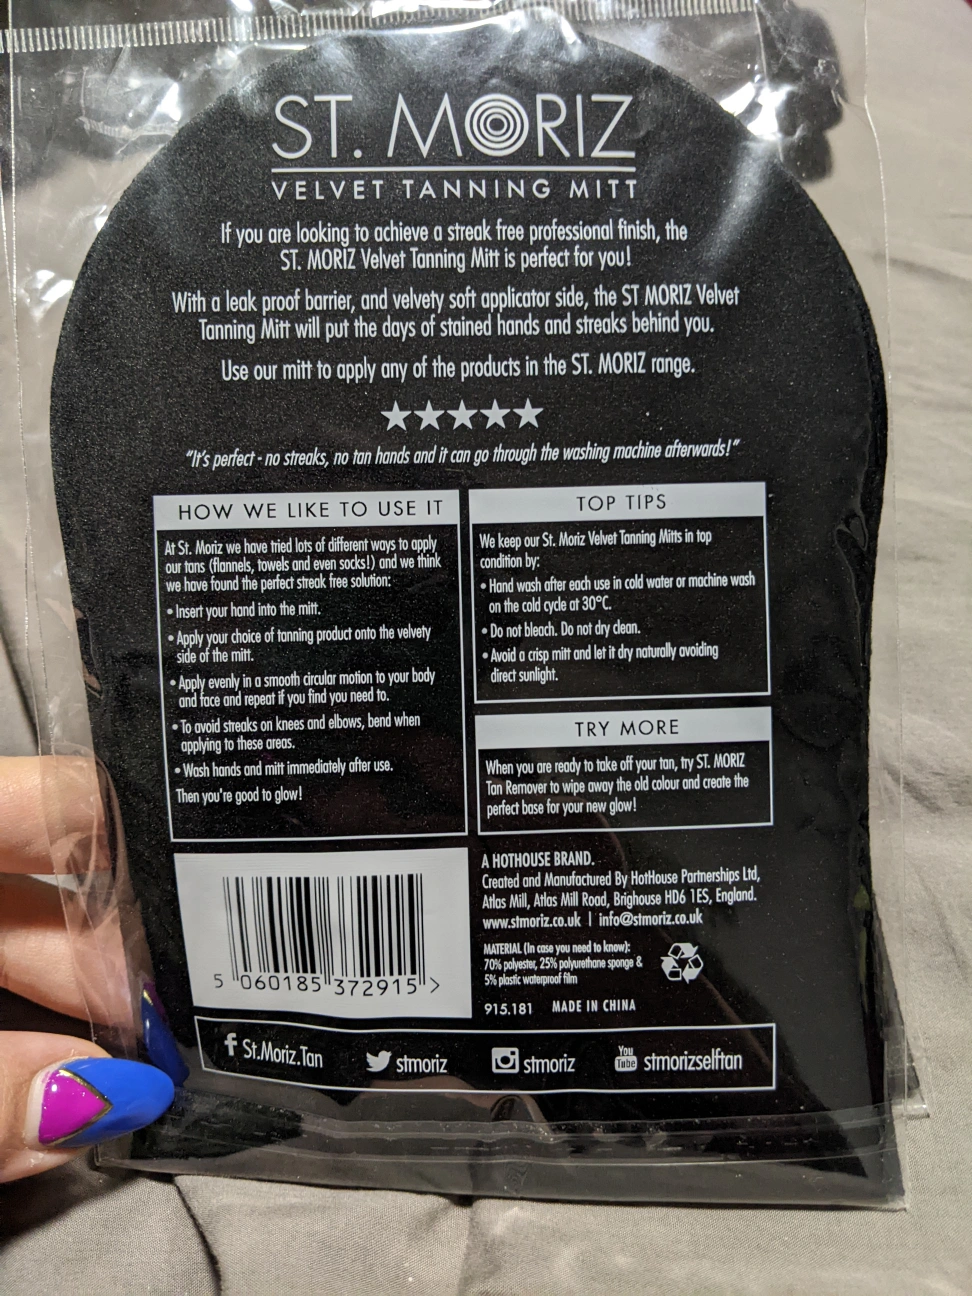 ST. MORIZ
VELVET TANNING MITT
If you are looking to achieve a streak free professional finish, the
ST. MORIZ Velvet Tanning Mitt is perfect for you!
With a leak proof barrier, and velvety soft applicator side, the ST MORIZ Velvet
Tanning Mitt will put the days of stained hands and streaks behind you.
Use our mitt to apply any of the products in the ST. MORIZ range.
"It's perfect - no streaks, no tan hands and it can go through the washing machine afterwards!"
HOW WE LIKE TO USE IT
At St. Moriz we have tried lots of different ways to apply
our tans (flannels, towels and even socks!) and we think
we have found the perfect streak free solution:
• Insert your hand into the mitt.
• Apply your choice of tanning product onto the velvety
side of the mitt.
• Apply evenly in a smooth circular motion to your body
and face and repeat if you find you need to.
• To avoid streaks on knees and elbows, bend when
applying to these areas.
• Wash hands and mitt immediately after use.
Then you're good to glow!
TOP TIPS
We keep our St. Moriz Velvet Tanning Mitts in top
condition by:
• Hand wash after each use in cold water or machine wash
on the cold cycle at 30°C.
• Do not bleach. Do not dry clean.
• Avoid a crisp mitt and let it dry naturally avoiding
direct sunlight.
TRY MORE
When you are ready to take off your tan, try ST. MORIZ
Tan Remover to wipe away the old colour and create the
perfect base for your new glow!
A HOTHOUSE BRAND.
Created and Manufactured By HotHouse Partnerships Ltd,
Atlas Mill, Atlas Mill Road, Brighouse HD6 1ES, England.
www.stmoriz.co.uk | info@stmoriz.co.uk
MATERIAL (In case you need to know):
70% polyester, 25% polyurethane sponge &
5% plastic waterproof film
915.181 MADE IN CHINA
5 060185 372915 >
f St.Moriz.Tan
stmoriz
stmoriz
You Tube stmorizselftan